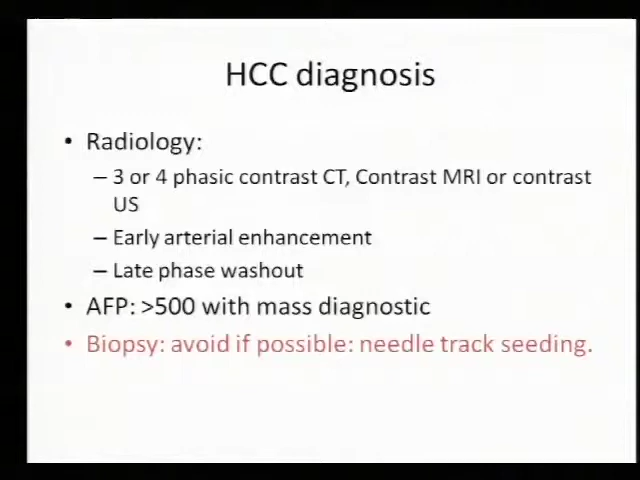 HCC diagnosis
• Radiology:
– 3 or 4 phasic contrast CT, Contrast MRI or contrast
US
– Early arterial enhancement
– Late phase washout
• AFP: >500 with mass diagnostic
• Biopsy: avoid if possible: needle track seeding.